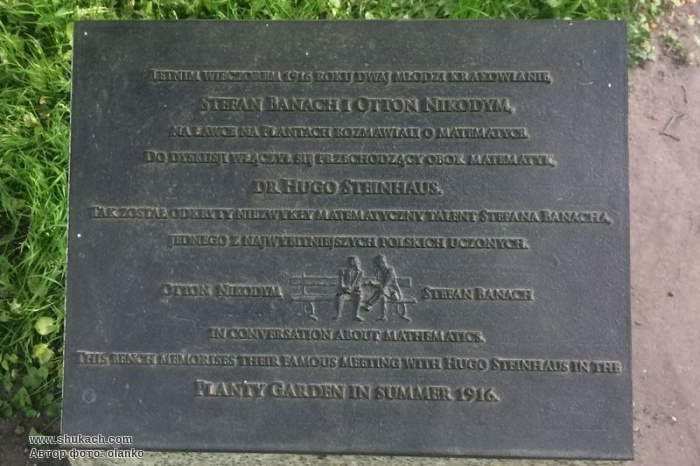 Letnim wieczorem 1916 roku dwaj młodzi krakowianie,
Stefan Banach i Otton Nikodym,
na ławce na Plantach rozmawiali o matematyce.
Do dyskusji włączył się przechodzący obok matematyk,
dr Hugo Steinhaus.
Tak został odkryty niezwykły matematyczny talent Stefana Banacha,
jednego z najwybitniejszych polskich uczonych.
Otton Nikodym Stefan Banach
in conversation about mathematics.
This bench memorises their famous meeting with Hugo Steinhaus in the
Planty Garden in summer 1916.
www.shukach.com
Автор фото: olanko